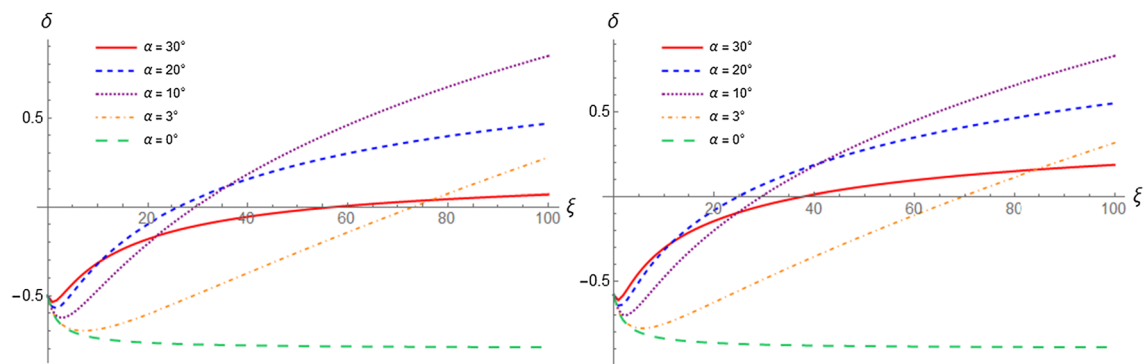 δ
α = 30°
α = 20°
α = 10°
α = 3°
α = 0°
0.5
-0.5
20
40
60
80
100
ξ
δ
α = 30°
α = 20°
α = 10°
α = 3°
α = 0°
0.5
-0.5
20
40
60
80
100
ξ